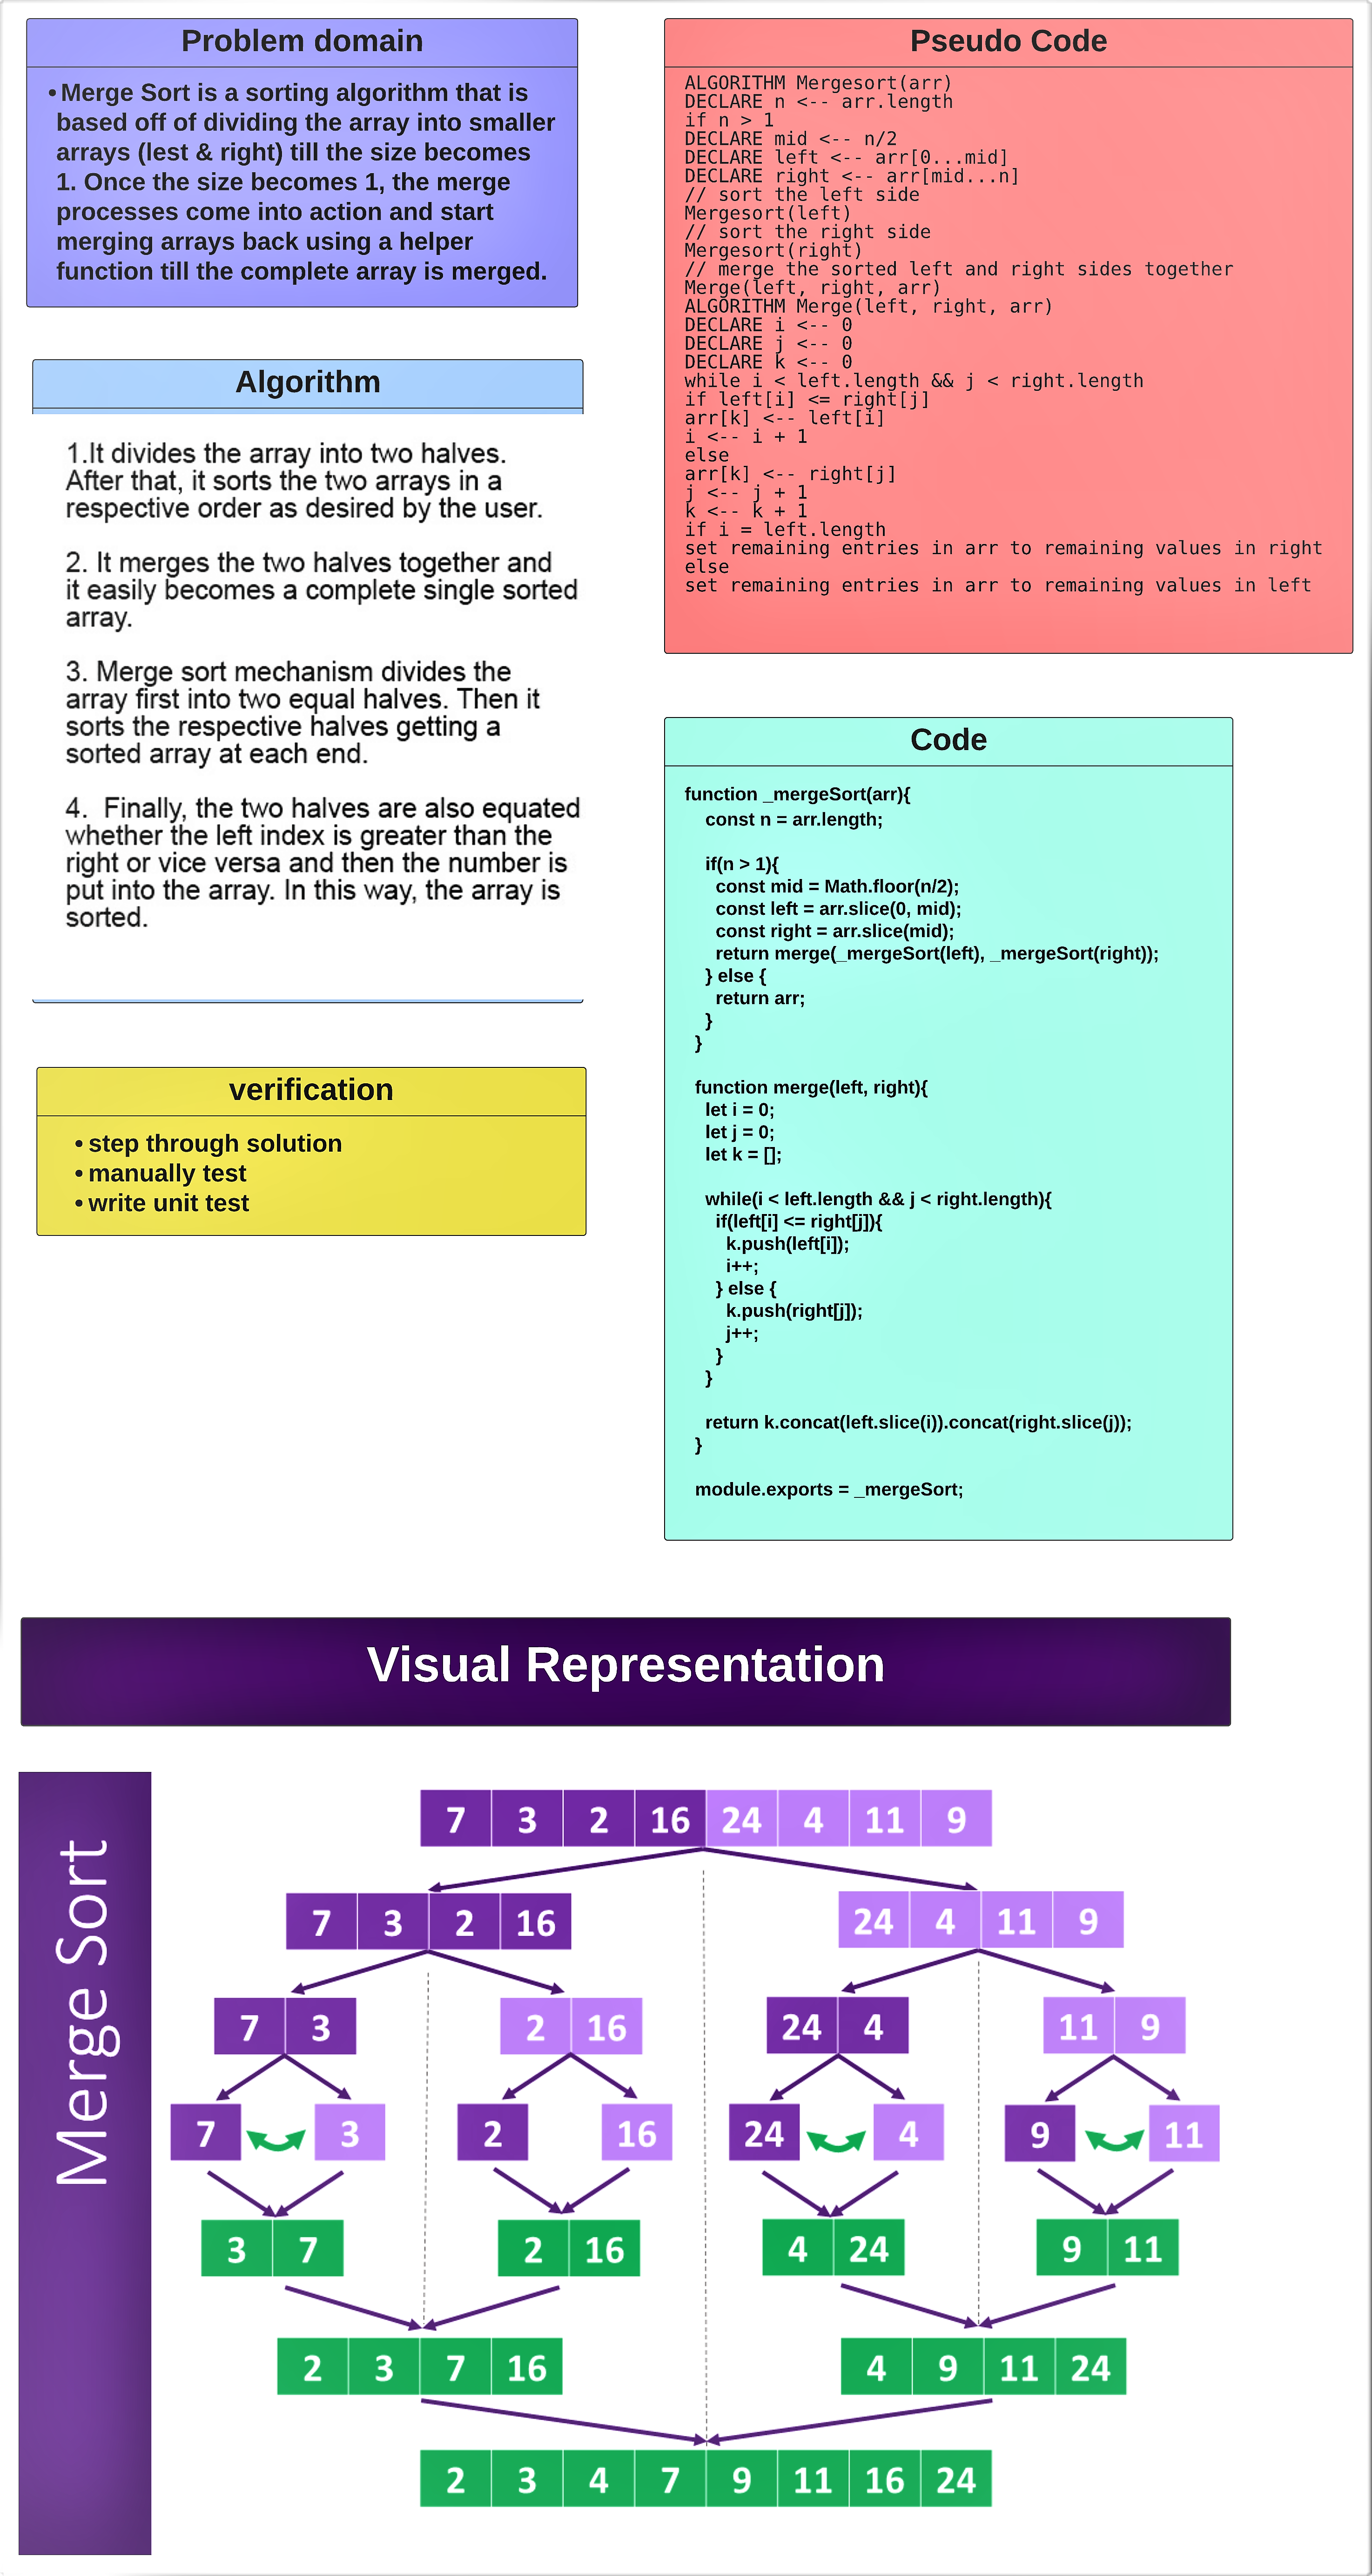 Problem domain
• Merge Sort is a sorting algorithm that is
based off of dividing the array into smaller
arrays (lest & right) till the size becomes
1. Once the size becomes 1, the merge
processes come into action and start
merging arrays back using a helper
function till the complete array is merged.
Algorithm
1.It divides the array into two halves.
After that, it sorts the two arrays in a
respective order as desired by the user.
2. It merges the two halves together and
it easily becomes a complete single sorted
array.
3. Merge sort mechanism divides the
array first into two equal halves. Then it
sorts the respective halves getting a
sorted array at each end.
4. Finally, the two halves are also equated
whether the left index is greater than the
right or vice versa and then the number is
put into the array. In this way, the array is
sorted.
verification
• step through solution
• manually test
• write unit test
Pseudo Code
ALGORITHM Mergesort(arr)
DECLARE n <-- arr.length
if n > 1
DECLARE mid <-- n/2
DECLARE left <-- arr[0...mid]
DECLARE right <-- arr[mid...n]
// sort the left side
Mergesort(left)
// sort the right side
Mergesort(right)
// merge the sorted left and right sides together
Merge(left, right, arr)
ALGORITHM Merge(left, right, arr)
DECLARE i <-- 0
DECLARE j <-- 0
DECLARE k <-- 0
while i < left.length && j < right.length
if left[i] <= right[j]
arr[k] <-- left[i]
i <-- i + 1
else
arr[k] <-- right[j]
j <-- j + 1
k <-- k + 1
if i = left.length
set remaining entries in arr to remaining values in right
else
set remaining entries in arr to remaining values in left
Code
function _mergeSort(arr){
const n = arr.length;
if(n > 1){
const mid = Math.floor(n/2);
const left = arr.slice(0, mid);
const right = arr.slice(mid);
return merge(_mergeSort(left), _mergeSort(right));
} else {
return arr;
}
}
function merge(left, right){
let i = 0;
let j = 0;
let k = [];
while(i < left.length && j < right.length){
if(left[i] <= right[j]){
k.push(left[i]);
i++;
} else {
k.push(right[j]);
j++;
}
}
return k.concat(left.slice(i)).concat(right.slice(j));
}
module.exports = _mergeSort;
Visual Representation
Merge Sort
7 3 2 16 24 4 11 9
7 3 2 16 24 4 11 9
7 3 2 16 24 4 11 9
7 3 2 16 24 4 9 11
3 7 2 16 4 24 9 11
2 3 7 16 4 9 11 24
2 3 4 7 9 11 16 24